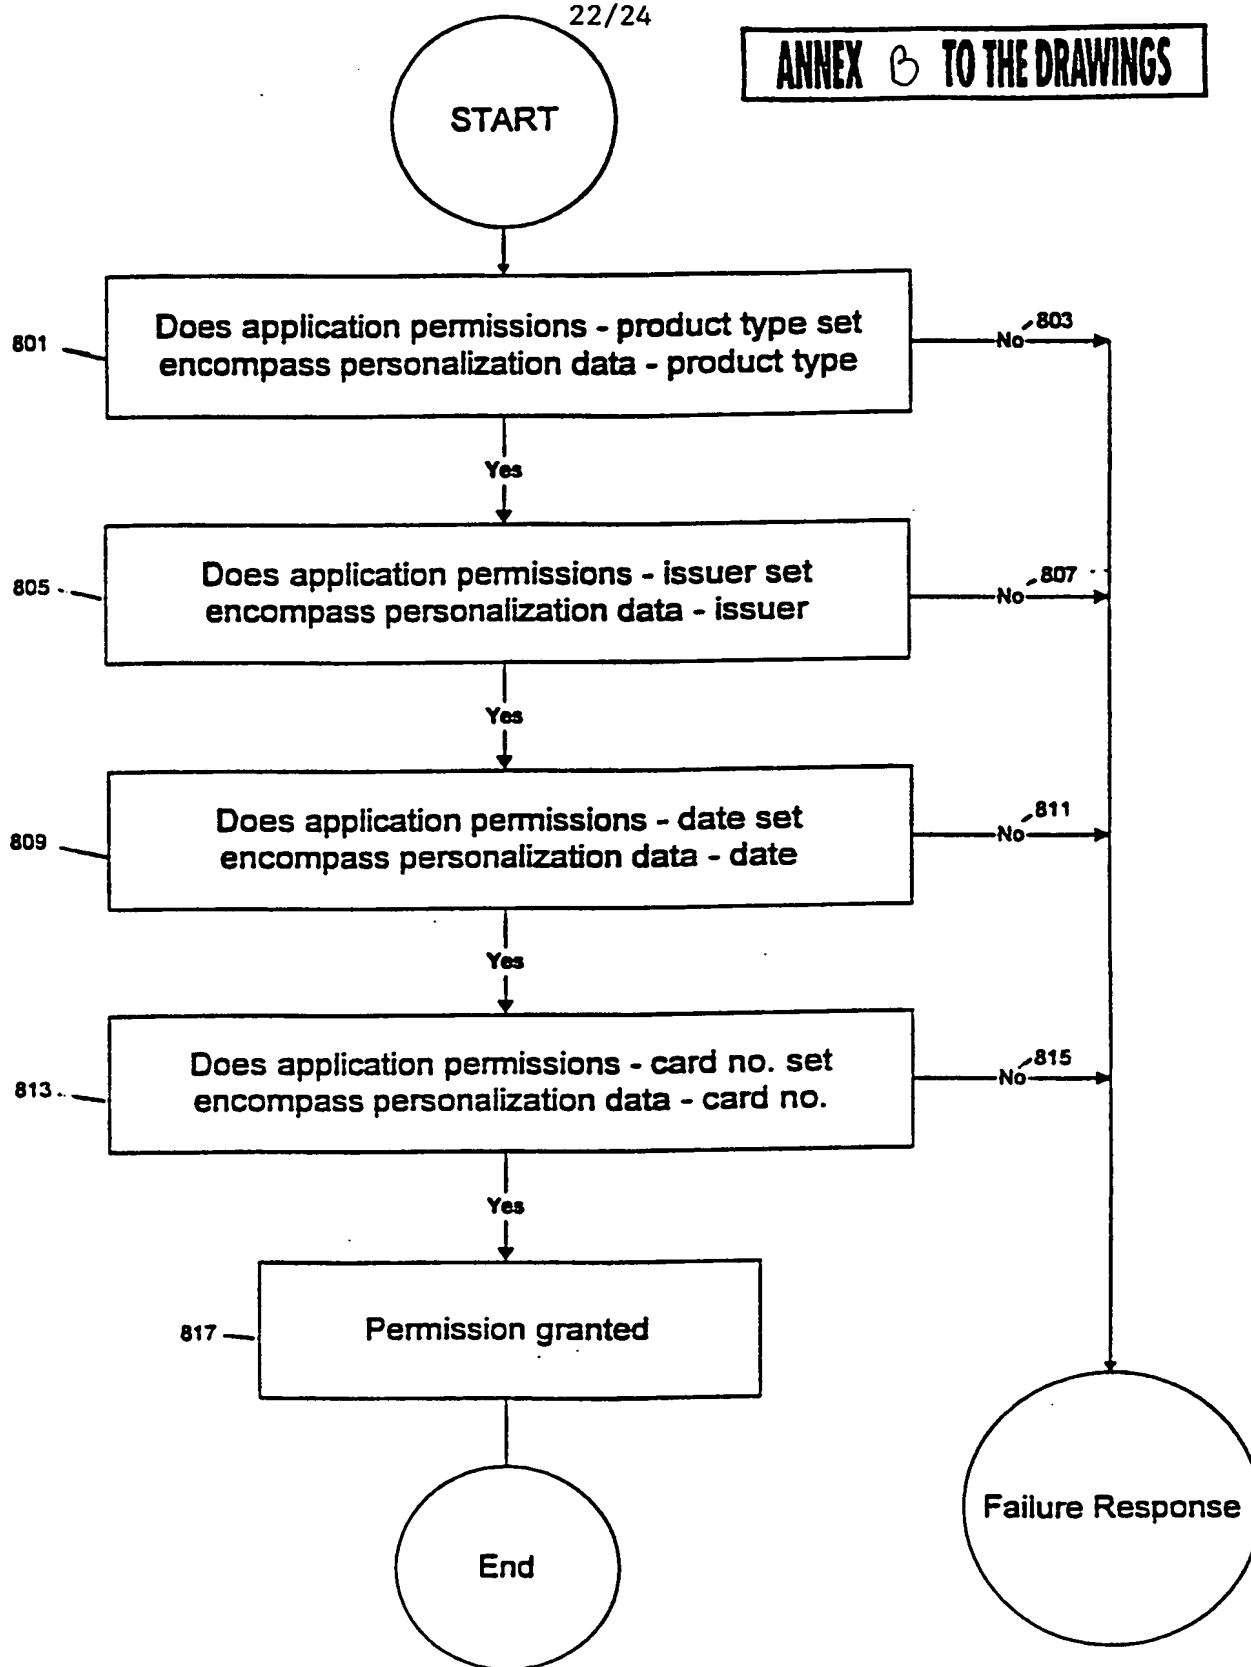 22/24
ANNEX B TO THE DRAWINGS
START
801
Does application permissions - product type set
encompass personalization data - product type
No
803
Yes
805
Does application permissions - issuer set
encompass personalization data - issuer
No
807
Yes
809
Does application permissions - date set
encompass personalization data - date
No
811
Yes
813
Does application permissions - card no. set
encompass personalization data - card no.
No
815
Yes
817
Permission granted
Failure Response
End